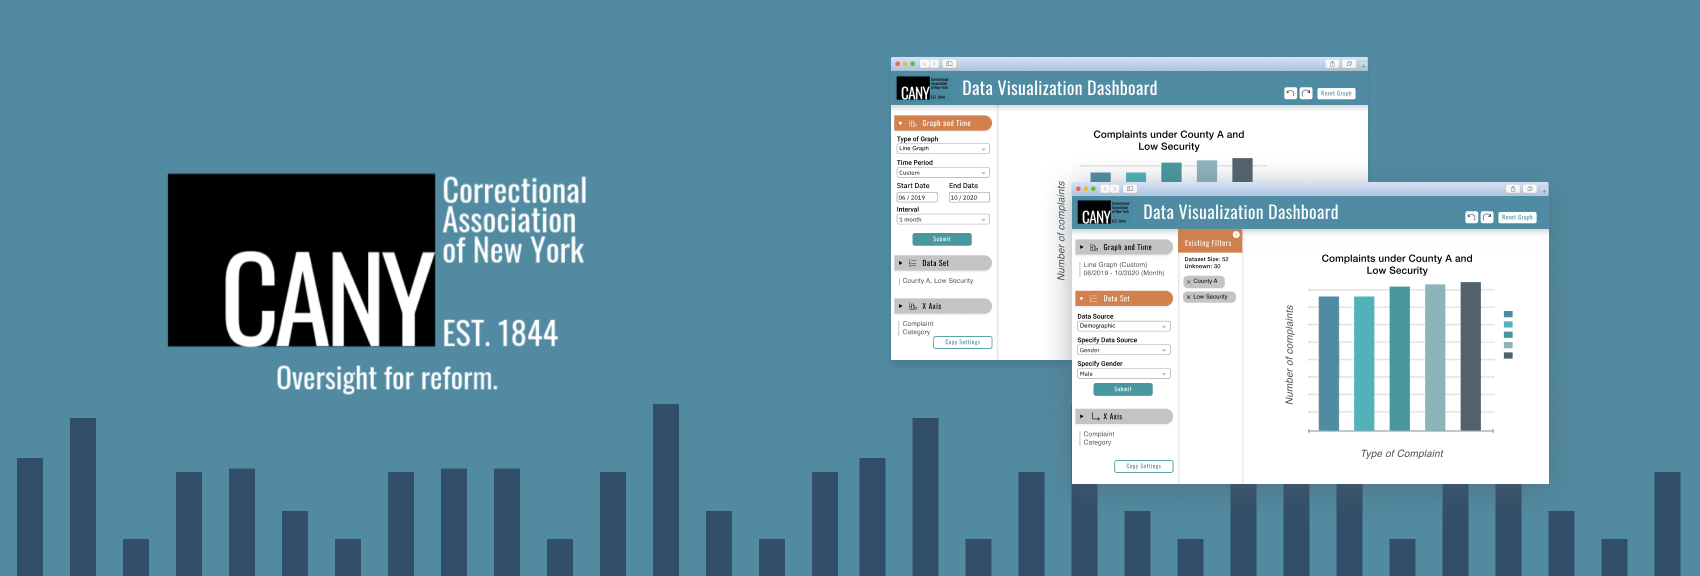 CANY
Correctional
Association
of New York
EST. 1844
Oversight for reform.
CANY
Correctional
Association
of New York
EST. 1844
Data Visualization Dashboard
Reset Graph
Graph and Time
Type of Graph
Line Graph
Time Period
Custom
Start Date
End Date
06 / 2019
10 / 2020
Interval
1 month
Submit
Data Set
County A, Low Security
X Axis
Complaint
Category
Copy Settings
Complaints under County A and
Low Security
Number of complaints
CANY
Correctional
Association
of New York
EST. 1844
Data Visualization Dashboard
Reset Graph
Graph and Time
Line Graph (Custom)
06/2019 - 10/2020 (Month)
Data Set
Data Source
Demographic
Specify Data Source
Gender
Specify Gender
Male
Submit
X Axis
Complaint
Category
Copy Settings
Existing Filters
Dataset Size: 52
Unknown: 30
× County A
× Low Security
Complaints under County A and
Low Security
Number of complaints
Type of Complaint